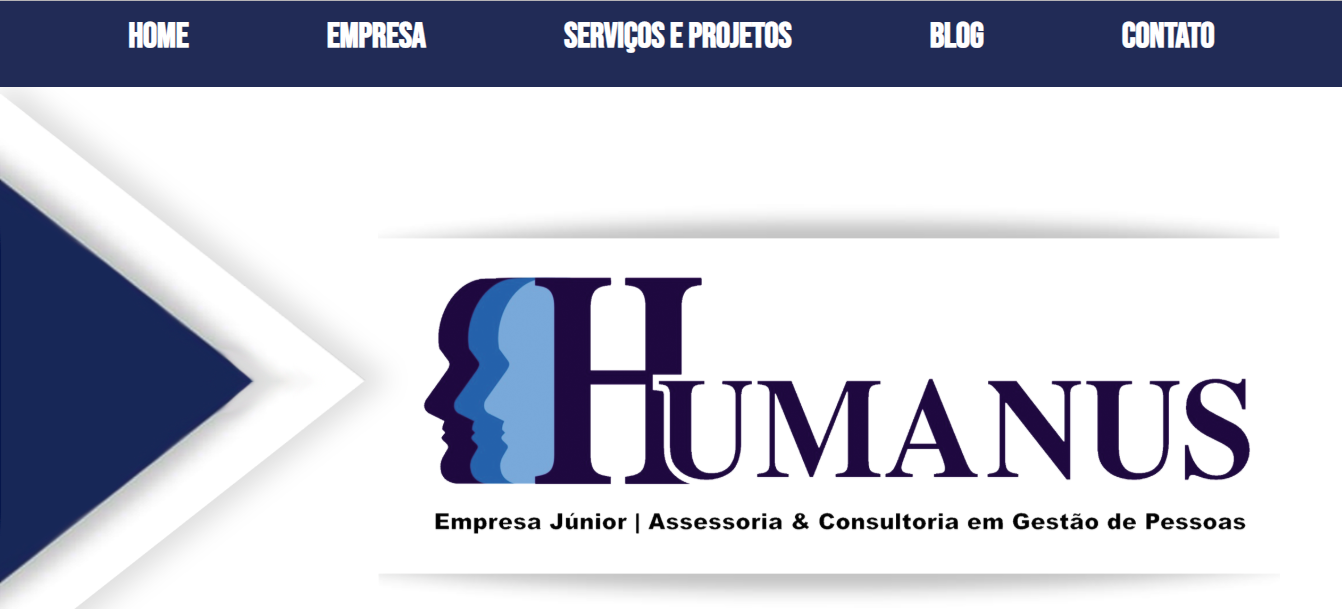 HOME EMPRESA SERVIÇOS E PROJETOS BLOG CONTATO
HUMANUS
Empresa Júnior | Assessoria & Consultoria em Gestão de Pessoas